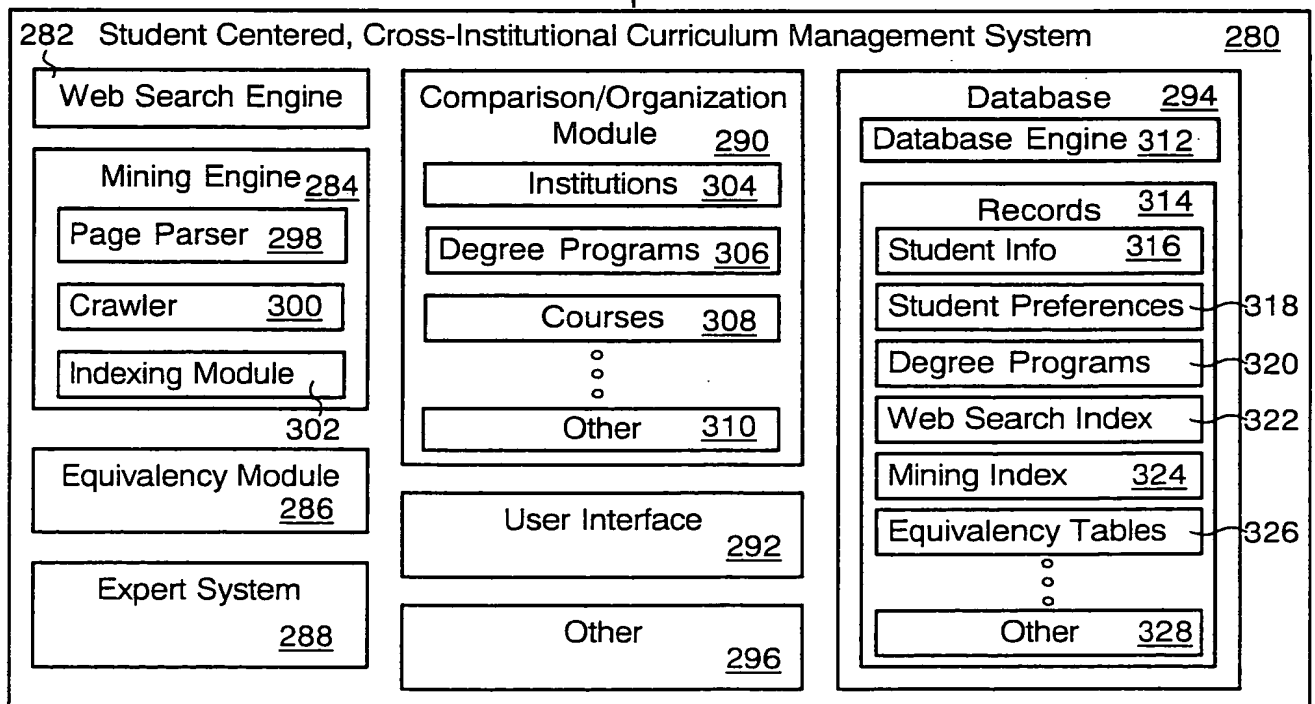 282 Student Centered, Cross-Institutional Curriculum Management System 280
Web Search Engine
Mining Engine 284
Page Parser 298
Crawler 300
Indexing Module
302
Equivalency Module
286
Expert System
288
Comparison/Organization
Module 290
Institutions 304
Degree Programs 306
Courses 308
Other 310
User Interface
292
Other
296
Database 294
Database Engine 312
Records 314
Student Info 316
Student Preferences 318
Degree Programs 320
Web Search Index 322
Mining Index 324
Equivalency Tables 326
Other 328